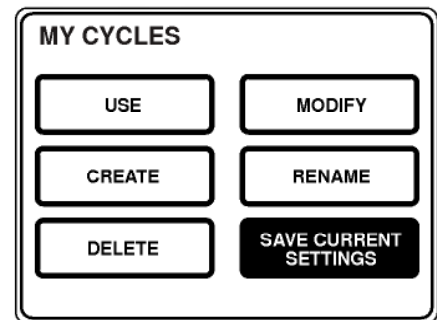 MY CYCLES
USE
MODIFY
CREATE
RENAME
DELETE
SAVE CURRENT
SETTINGS